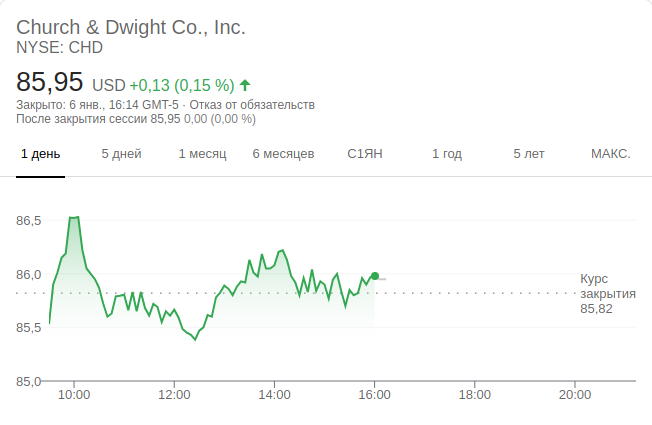 Church & Dwight Co., Inc.
NYSE: CHD
85,95 USD +0,13 (0,15 %)
Закрыто: 6 янв., 16:14 GMT-5 · Отказ от обязательств
После закрытия сессии 85,95 0,00 (0,00 %)
1 день 5 дней 1 месяц 6 месяцев С1ЯН 1 год 5 лет МАКС.
86,5
86,0
Курс
закрытия
85,82
85,5
85,0
10:00 12:00 14:00 16:00 18:00 20:00